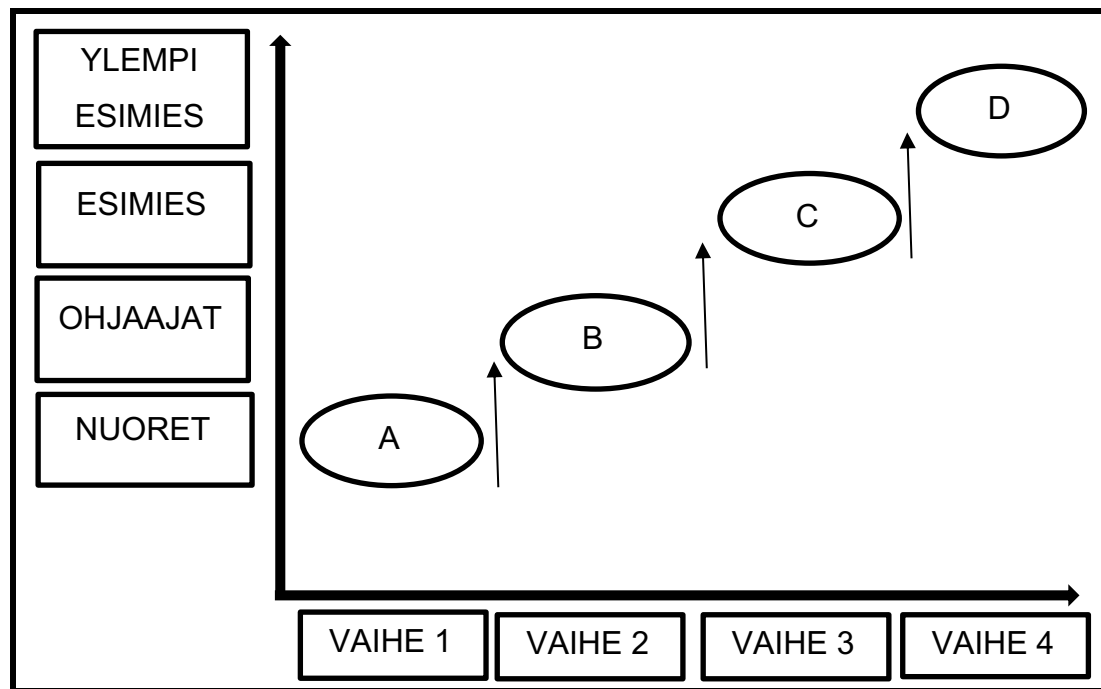 YLEMPI
ESIMIES
ESIMIES
OHJAAJAT
NUORET
D
C
B
A
VAIHE 1
VAIHE 2
VAIHE 3
VAIHE 4